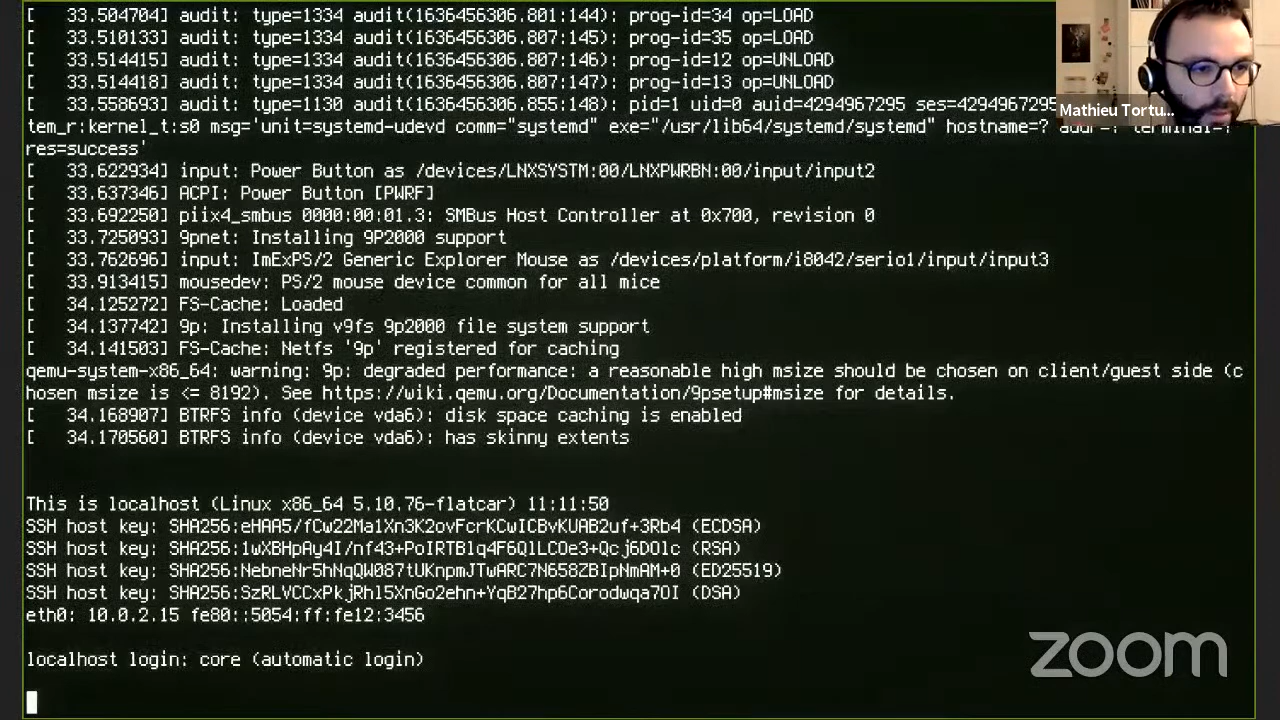 [   33.504704] audit: type=1334 audit(1636456306.801:144): prog-id=34 op=LOAD
[   33.510133] audit: type=1334 audit(1636456306.807:145): prog-id=35 op=LOAD
[   33.514415] audit: type=1334 audit(1636456306.807:146): prog-id=12 op=UNLOAD
[   33.514418] audit: type=1334 audit(1636456306.807:147): prog-id=13 op=UNLOAD
[   33.558693] audit: type=1130 audit(1636456306.855:148): pid=1 uid=0 auid=4294967295 ses=4294967295
Mathieu Tortu...
tem_r:kernel_t:s0 msg='unit=systemd-udevd comm="systemd" exe="/usr/lib64/systemd/systemd" hostname=? addr=? terminal=?
res=success'
[   33.622934] input: Power Button as /devices/LNXSYSTM:00/LNXPWRBN:00/input/input2
[   33.637346] ACPI: Power Button [PWRF]
[   33.692250] piix4_smbus 0000:00:01.3: SMBus Host Controller at 0x700, revision 0
[   33.725093] 9pnet: Installing 9P2000 support
[   33.762696] input: ImExPS/2 Generic Explorer Mouse as /devices/platform/i8042/serio1/input/input3
[   33.913415] mousedev: PS/2 mouse device common for all mice
[   34.125272] FS-Cache: Loaded
[   34.137742] 9p: Installing v9fs 9p2000 file system support
[   34.141503] FS-Cache: Netfs '9p' registered for caching
qemu-system-x86_64: warning: 9p: degraded performance: a reasonable high msize should be chosen on client/guest side (c
hosen msize is <= 8192). See https://wiki.qemu.org/Documentation/9psetup#msize for details.
[   34.168907] BTRFS info (device vda6): disk space caching is enabled
[   34.170560] BTRFS info (device vda6): has skinny extents
This is localhost (Linux x86_64 5.10.76-flatcar) 11:11:50
SSH host key: SHA256:eHAA5/fCw22Ma1Xn3K2ovFcrKCwICBvKUAB2uf+3Rb4 (ECDSA)
SSH host key: SHA256:1wXBHpAy4I/nf43+PoIRTBlq4F6QlLCOe3+Qcj6DOlc (RSA)
SSH host key: SHA256:NebneNr5hNqQW087tUKnpmJTwARC7N658ZBIpNmAM+0 (ED25519)
SSH host key: SHA256:SzRLVCCxPkjRhl5XnGo2ehn+YqB27hp6Corodwqa7OI (DSA)
eth0: 10.0.2.15 fe80::5054:ff:fe12:3456
localhost login: core (automatic login)
zoom